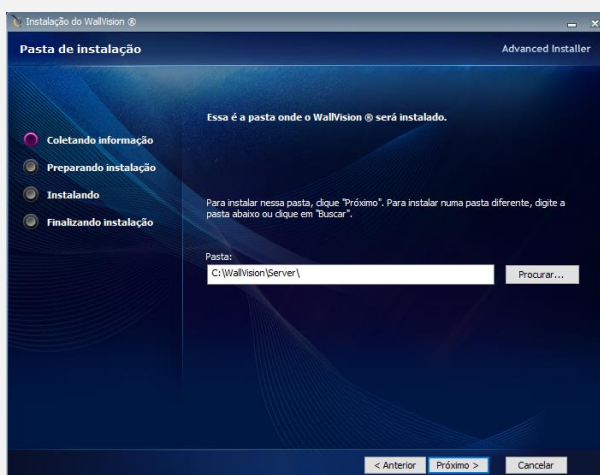 Instalação do WallVision ®
Pasta de instalação
Advanced Installer
Essa é a pasta onde o WallVision ® será instalado.
Coletando informação
Preparando instalação
Instalando
Finalizando instalação
Para instalar nessa pasta, clique "Próximo". Para instalar numa pasta diferente, digite a
pasta abaixo ou clique em "Buscar".
Pasta:
C:\WallVision\Server\
Procurar...
< Anterior
Próximo >
Cancelar